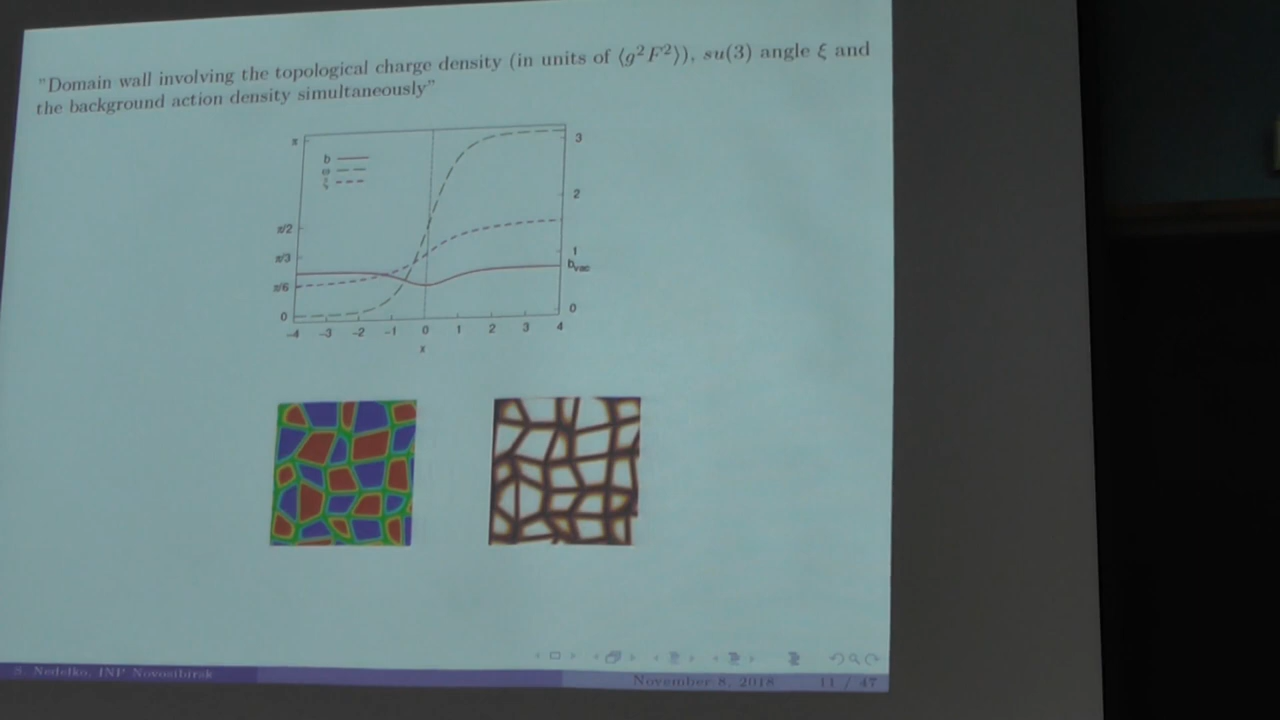 "Domain wall involving the topological charge density (in units of ⟨g²F²⟩), su(3) angle ξ and
the background action density simultaneously"
π
π/2
π/3
π/6
0
b
ω
ξ
3
2
1
b_vac
0
-4 -3 -2 -1 0 1 2 3 4
x
S. Nedelko, INP Novosibirsk
November 8, 2018 11 / 47